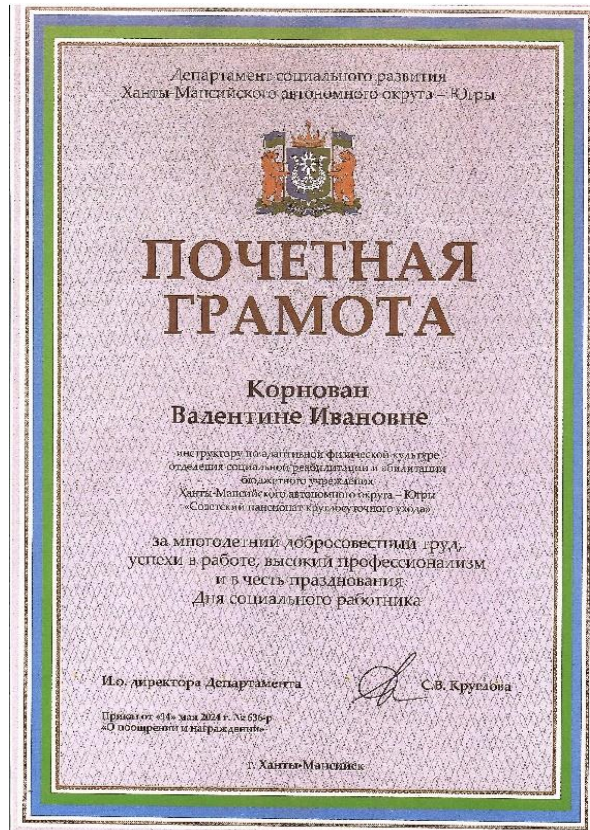 Департамент социального развития
Ханты-Мансийского автономного округа – Югры
ПОЧЕТНАЯ
ГРАМОТА
Корнован
Валентине Ивановне
инструктору по адаптивной физической культуре
отделения социальной реабилитации и абилитации
бюджетного учреждения
Ханты-Мансийского автономного округа – Югры
«Советский пансионат круглосуточного ухода»
за многолетний добросовестный труд,
успехи в работе, высокий профессионализм
и в честь празднования
Дня социального работника
И.о. директора Департамента
С.В. Круглова
Приказ от «14» мая 2024 г. № 636-р
«О поощрении и награждении»
г. Ханты-Мансийск